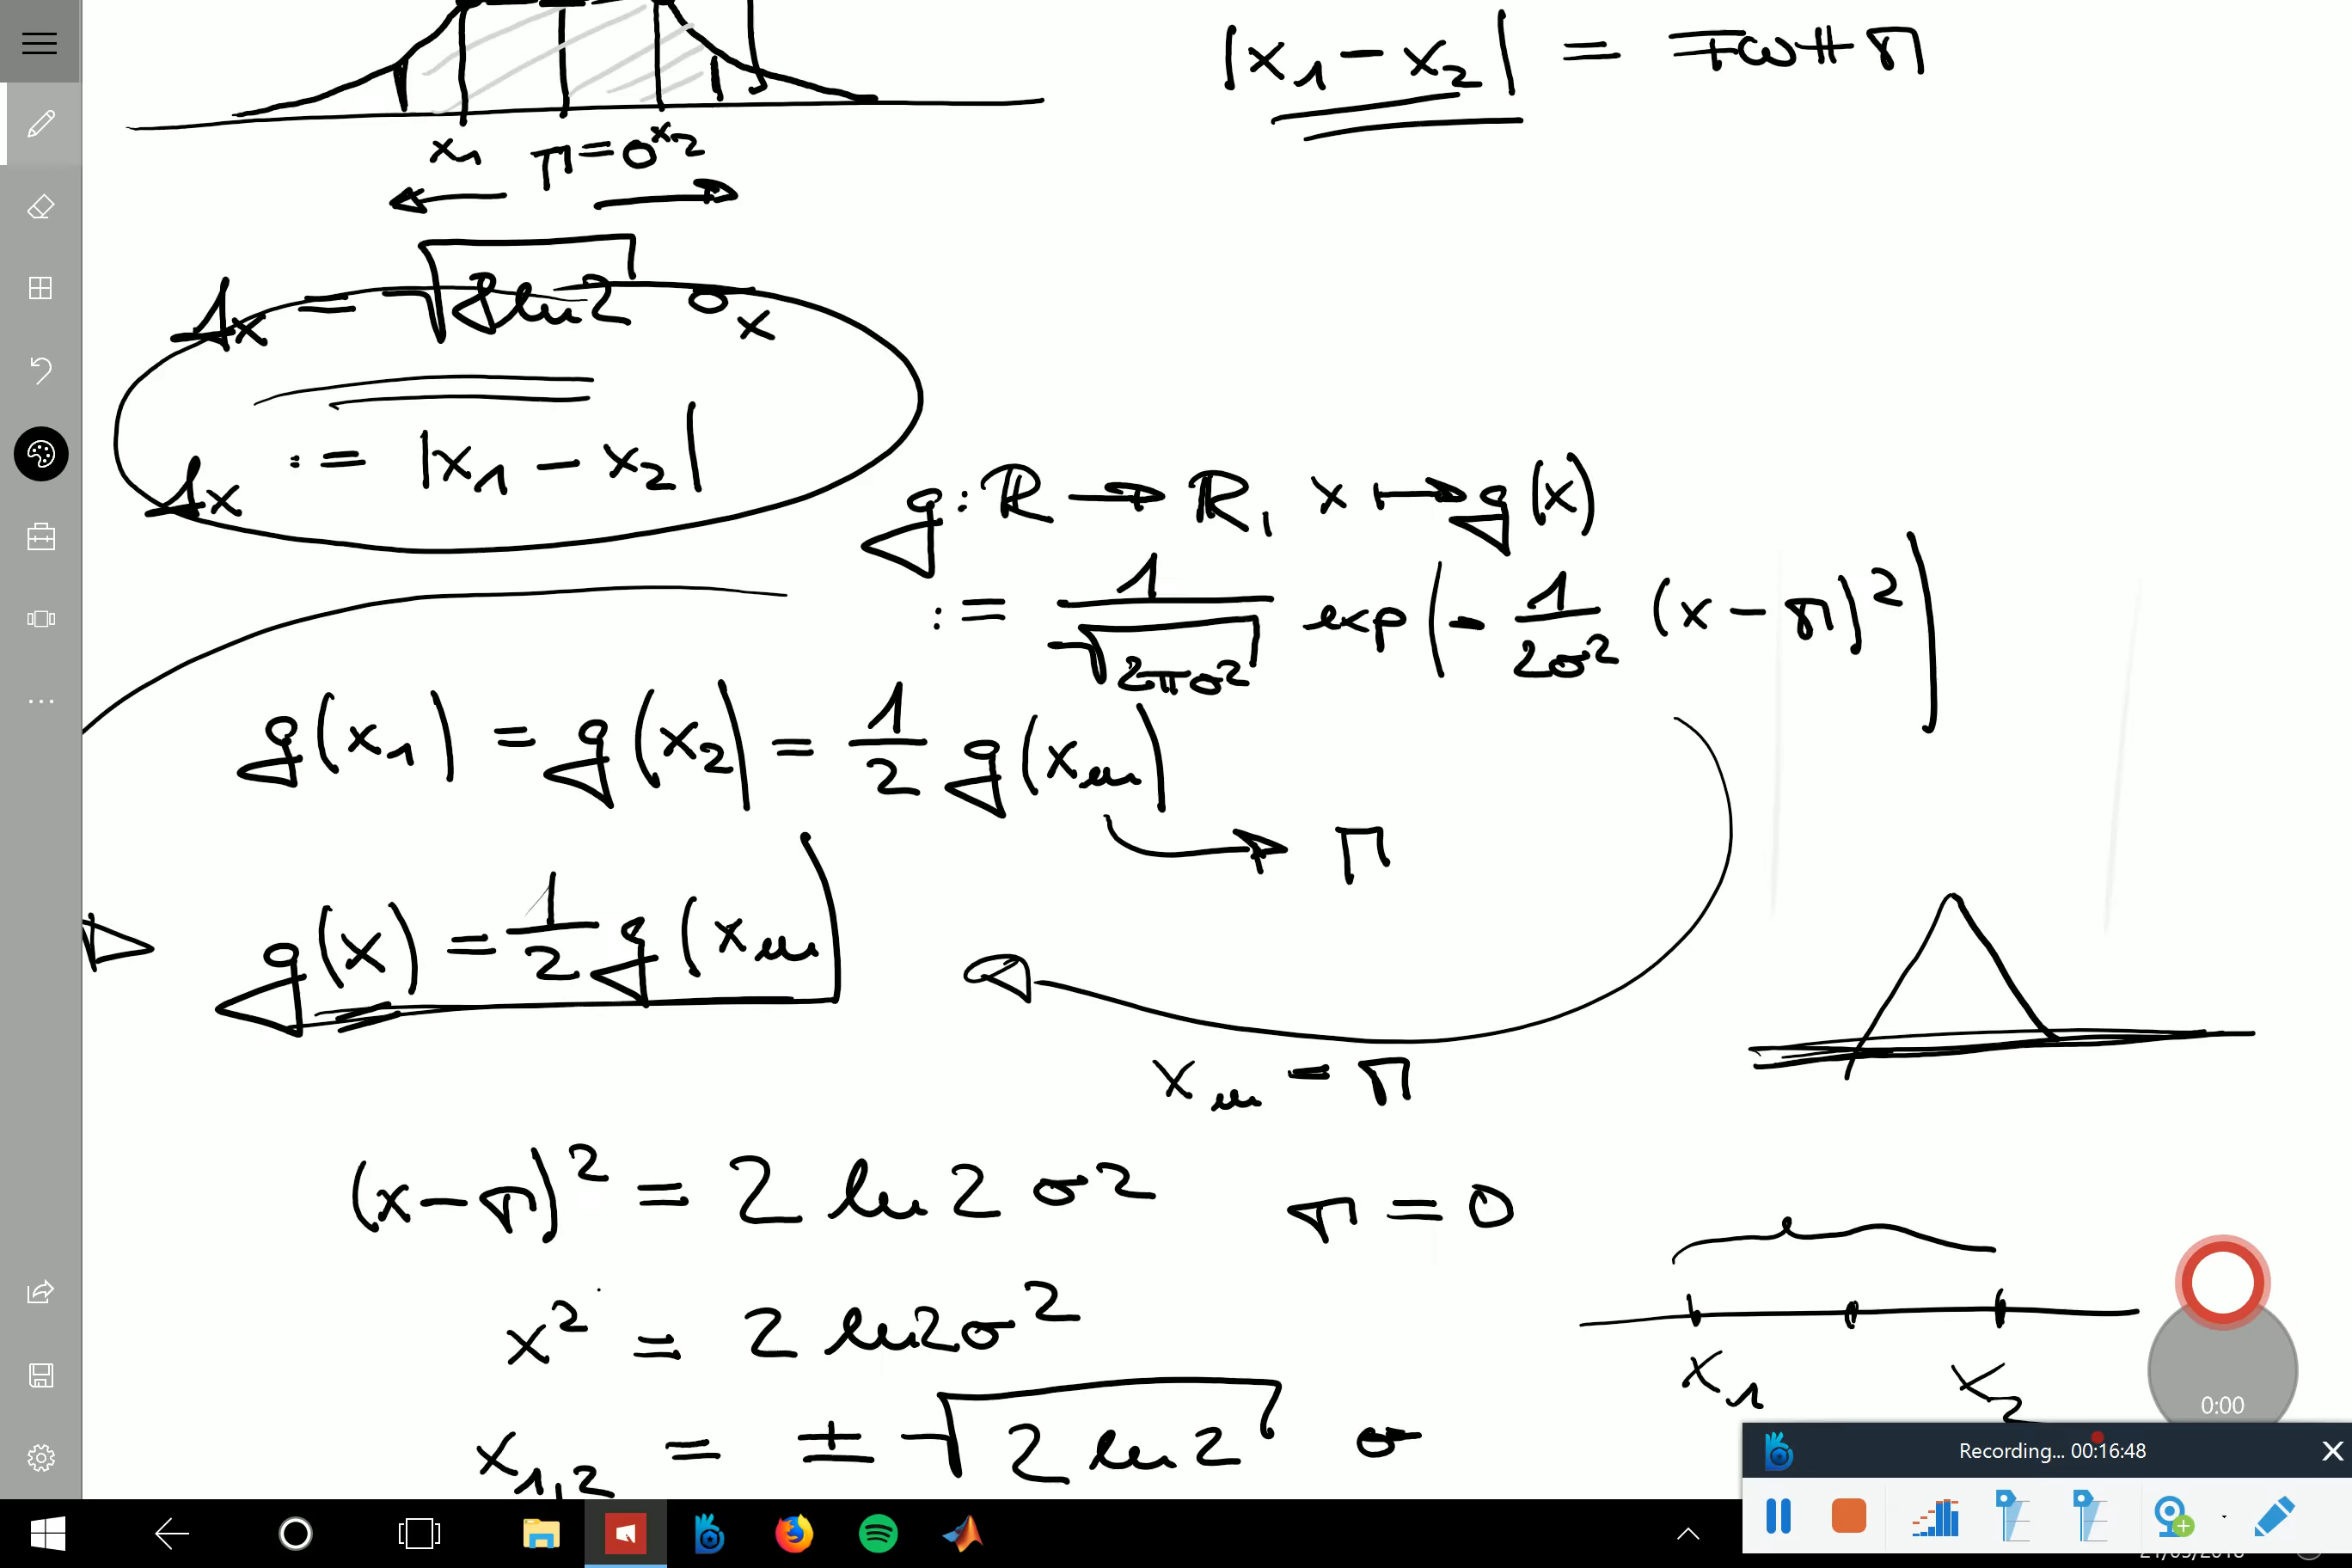 |x₁ − x₂| = FWHM
x₁ μ=0 x₂
Δx = √(8 ln 2) σₓ
Δx := |x₁ − x₂|
g: ℝ → ℝ, x ↦ g(x)
:= 1/√(2πσ²) exp(−1/(2σ²) (x − μ)²)
g(x₁) = g(x₂) = 1/2 g(xₘ)
→ μ
g(x) = 1/2 g(xₘ)
xₘ = μ
(x−μ)² = 2 ln 2 σ² μ = 0
x² = 2 ln 2 σ²
x₁ x₂
x₁,₂ = ± √(2 ln 2) σ
0:00
Recording... 00:16:48